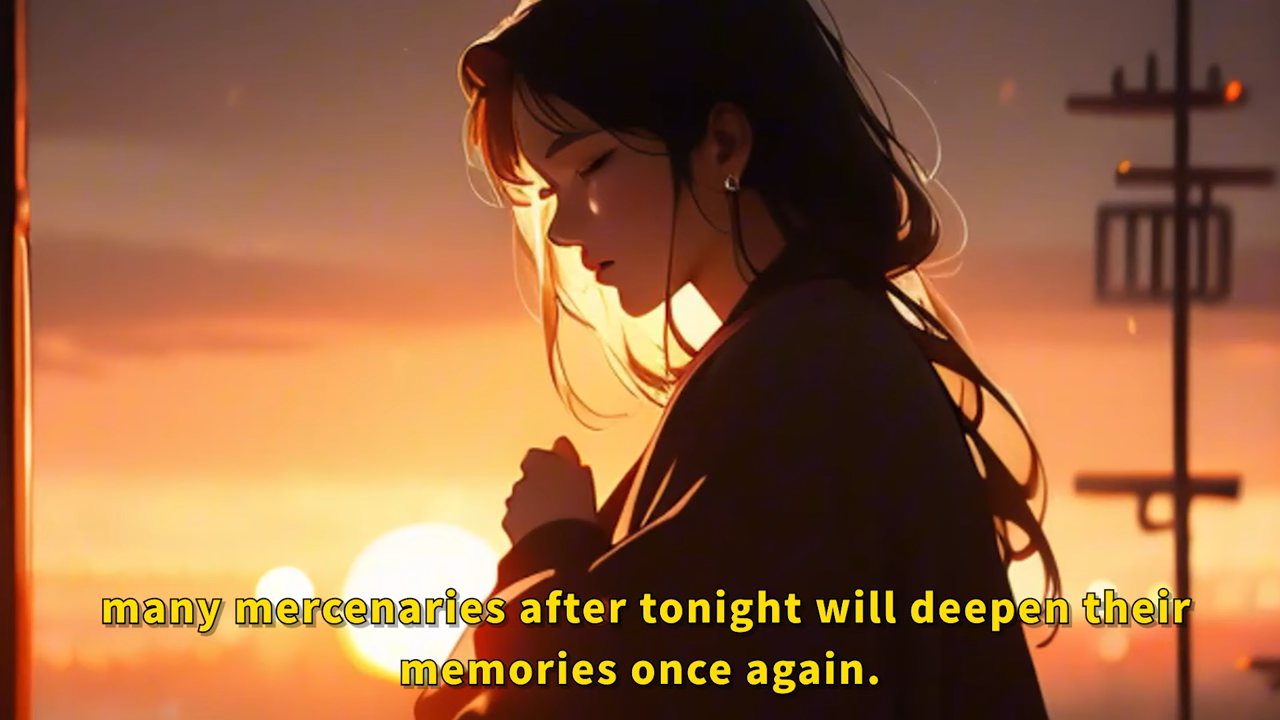 many mercenaries after tonight will deepen their
memories once again.